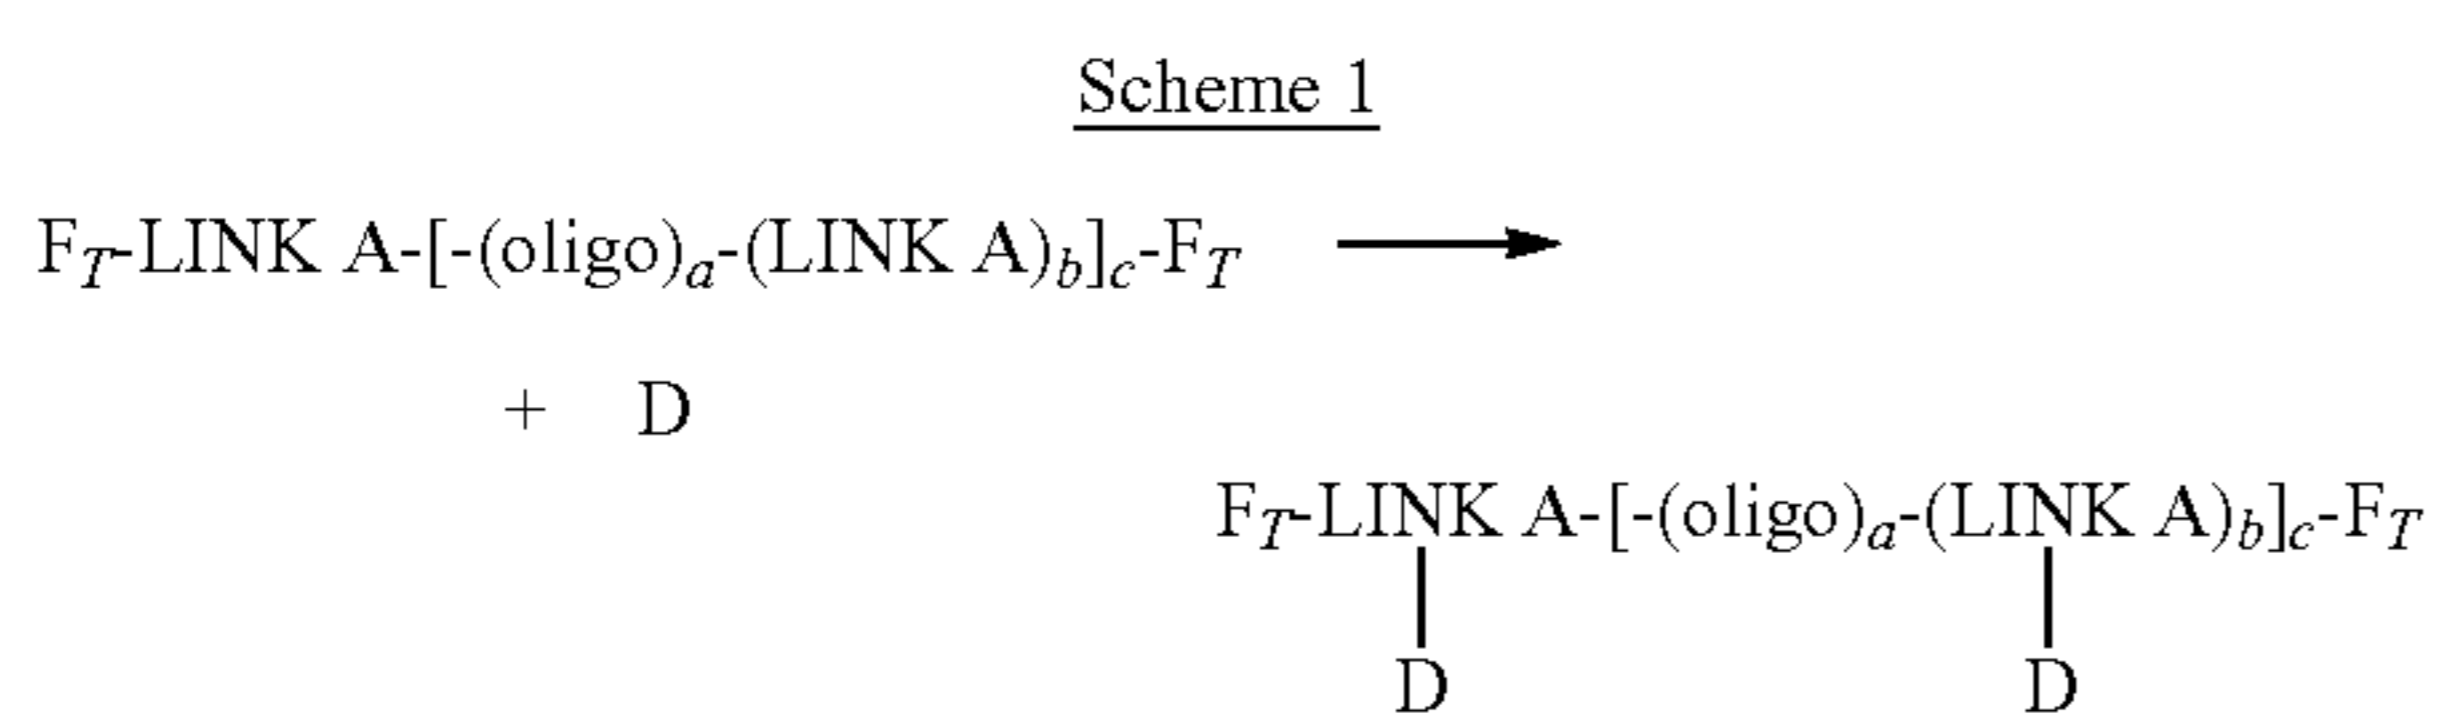 Scheme 1
F_T-LINK A-[-(oligo)_a-(LINK A)_b]_c-F_T
+ D
F_T-LINK A-[-(oligo)_a-(LINK A)_b]_c-F_T
D D